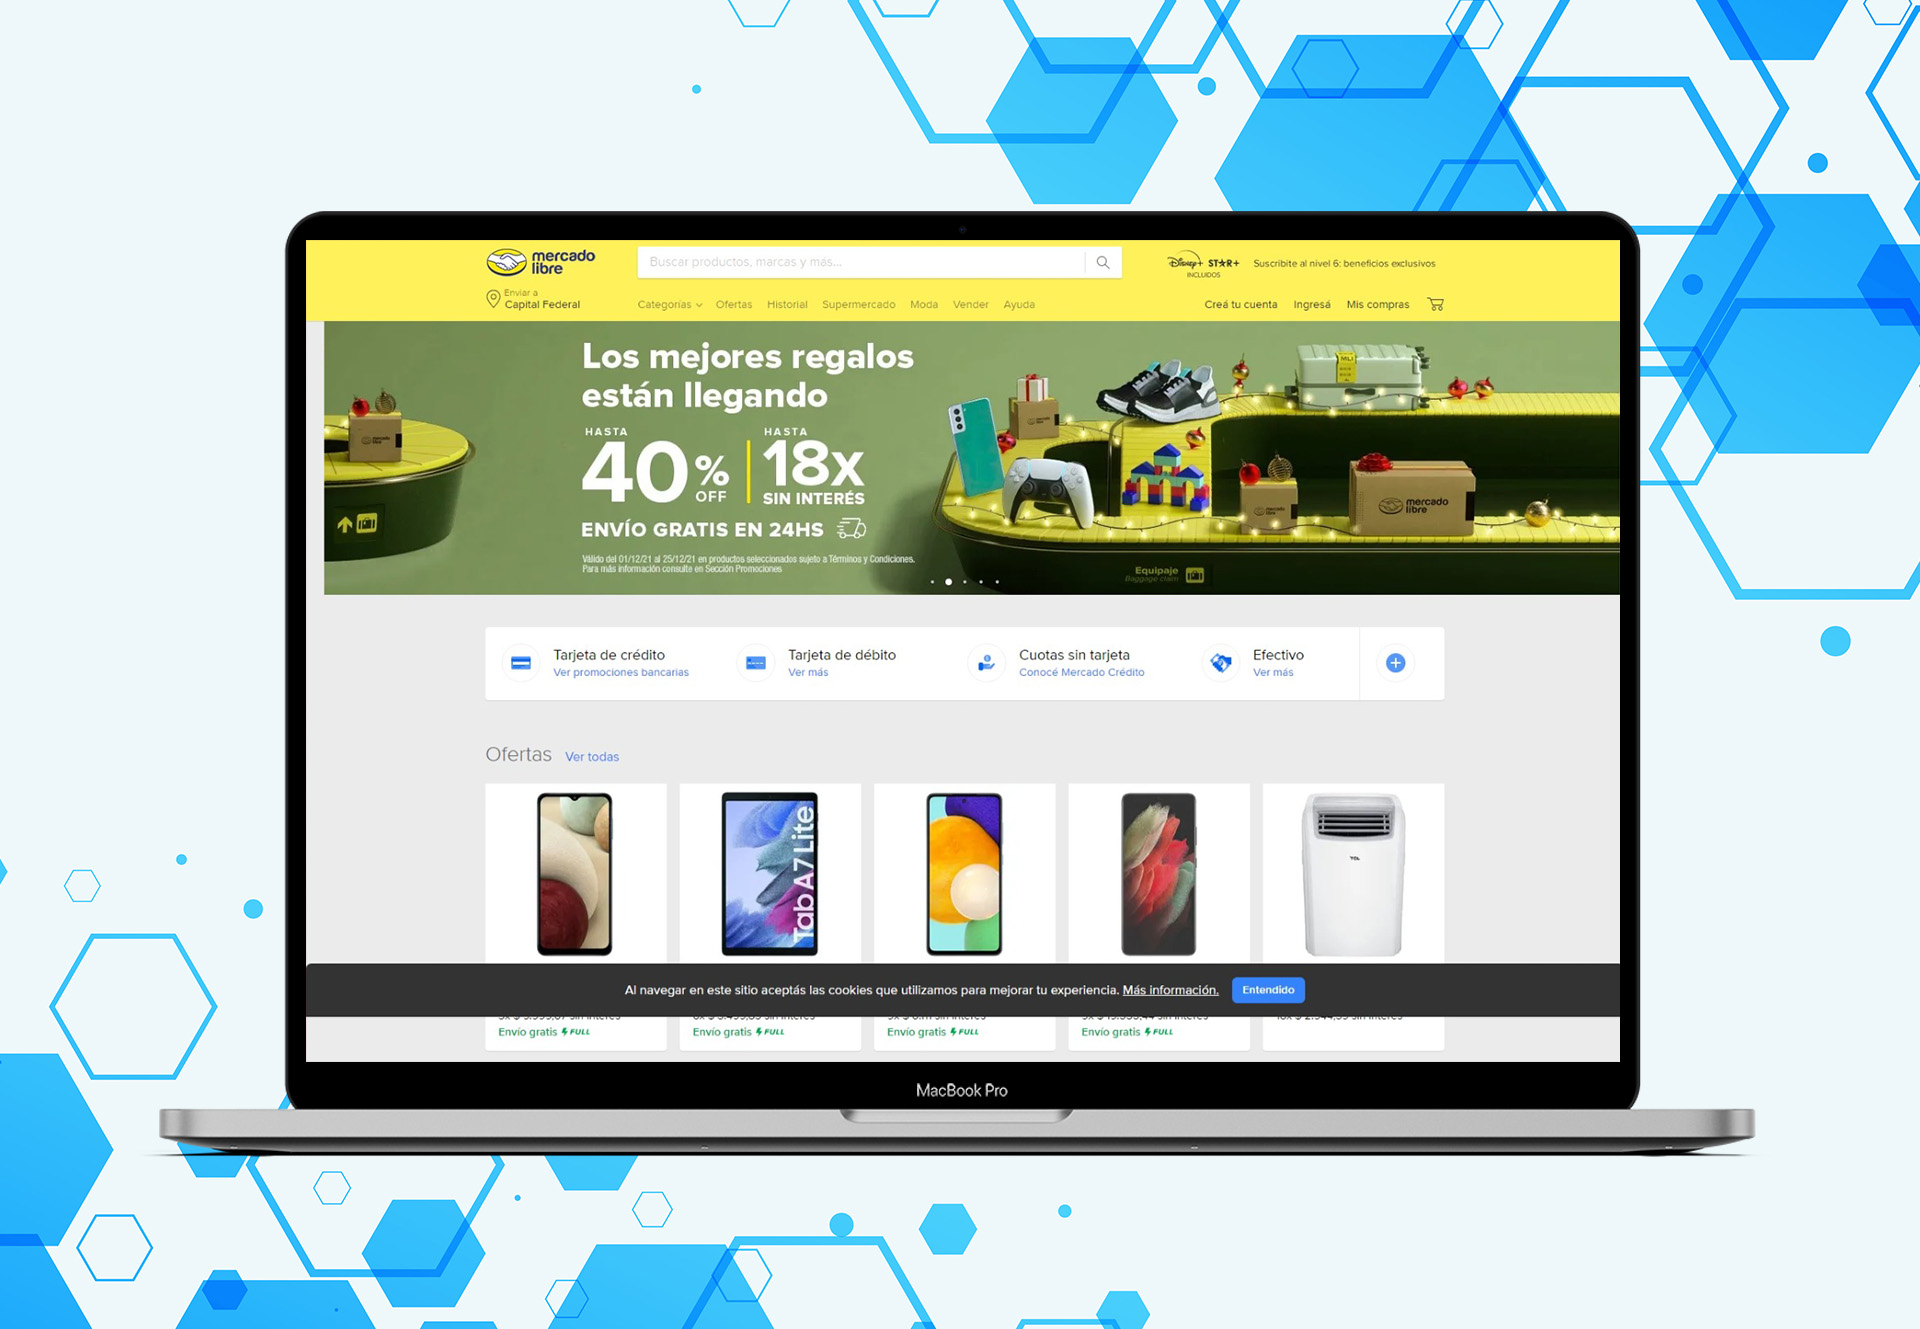 mercado
libre
Buscar productos, marcas y más...
Disney+ STAR+
INCLUIDOS
Suscribite al nivel 6: beneficios exclusivos
Enviar a
Capital Federal
Categorías Ofertas Historial Supermercado Moda Vender Ayuda
Creá tu cuenta Ingresá Mis compras
Los mejores regalos
están llegando
HASTA
40% OFF
HASTA
18x
SIN INTERÉS
ENVÍO GRATIS EN 24HS
Válido del 01/12/21 al 25/12/21 en productos seleccionados sujeto a Términos y Condiciones.
Para más información consulte en Sección Promociones
MLI
mercado
libre
Equipaje
Baggage claim
Tarjeta de crédito
Ver promociones bancarias
Tarjeta de débito
Ver más
Cuotas sin tarjeta
Conocé Mercado Crédito
Efectivo
Ver más
Ofertas Ver todas
Tab A7 Lite
TCL
Al navegar en este sitio aceptás las cookies que utilizamos para mejorar tu experiencia. Más información.
Entendido
Envío gratis FULL
Envío gratis FULL
Envío gratis FULL
Envío gratis FULL
MacBook Pro